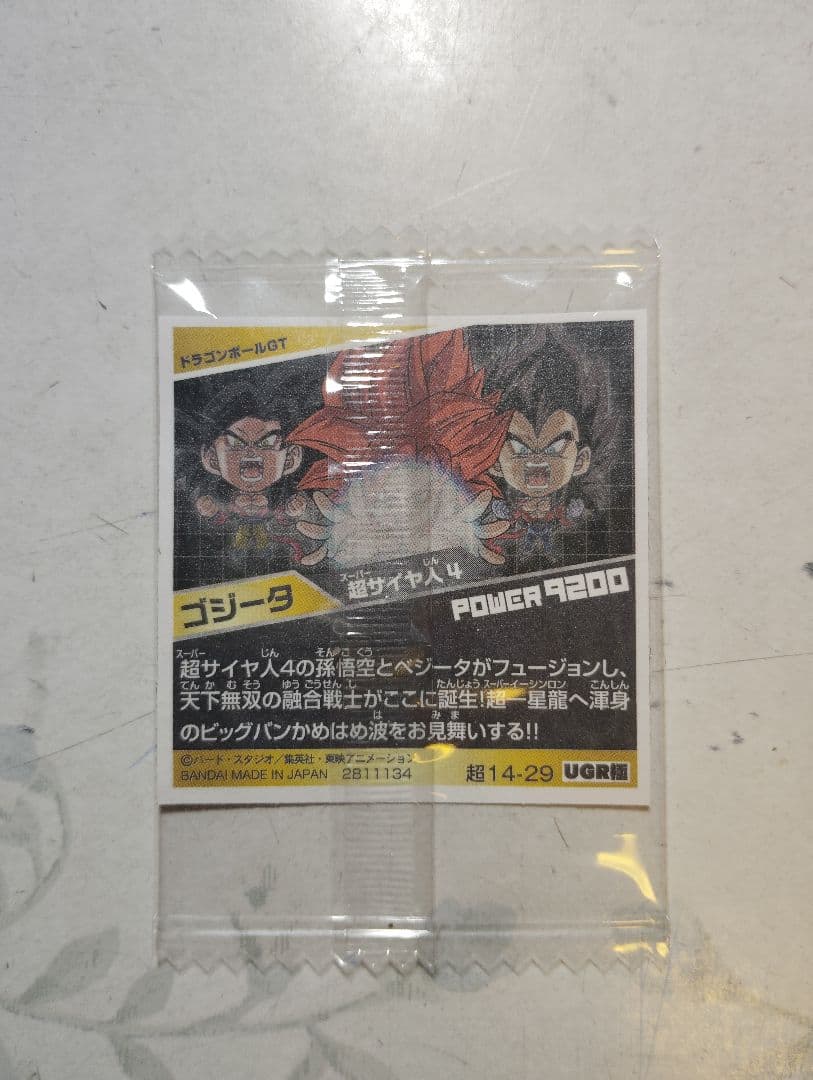 ドラゴンボールGT
スーパー じん
超サイヤ人4
ゴジータ
POWER 9200
スーパー じん そんごくう
超サイヤ人4の孫悟空とベジータがフュージョンし、
てんかむそう ゆうごうせんし たんじょう スーパーイーシンロン こんしん
天下無双の融合戦士がここに誕生!超一星龍へ渾身
は みま
のビッグバンかめはめ波をお見舞いする!!
©バード・スタジオ/集英社・東映アニメーション
BANDAI MADE IN JAPAN 2811134
超14-29 UGR極